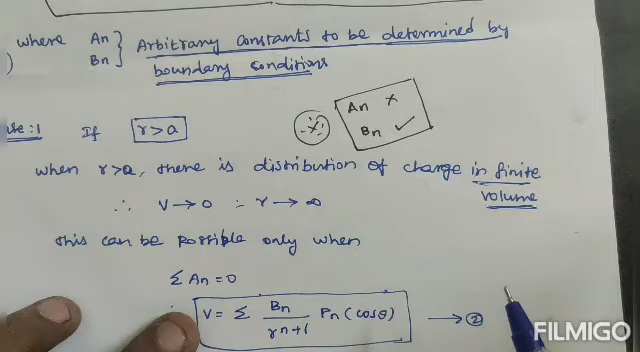 where An } Arbitrary constants to be determined by
) Bn } boundary conditions
:1 If r>a
An ×
Bn ✓
when r>a, there is distribution of charge in finite
volume
∴ V→0 ∵ r→∞
this can be possible only when
Σ An = 0
V = Σ Bn/rn+1 Pn(cosθ) → ②
FILMIGO